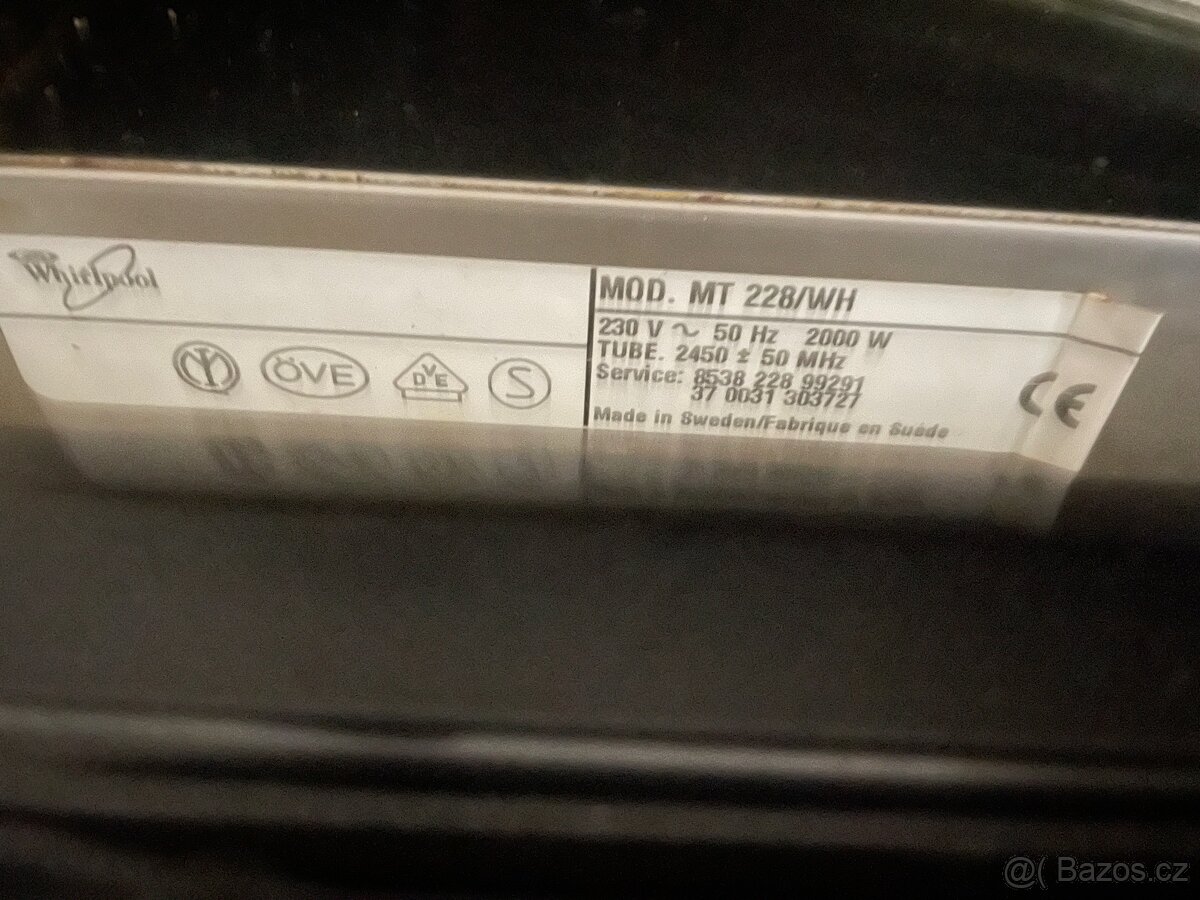 Whirlpool
ÖVE
DVE
S
MOD. MT 228/WH
230 V ~ 50 Hz 2000 W
TUBE. 2450 ± 50 MHz
Service: 8538 228 99291
37 0031 303727
Made in Sweden/Fabrique en Suède
CE
@( Bazos.cz